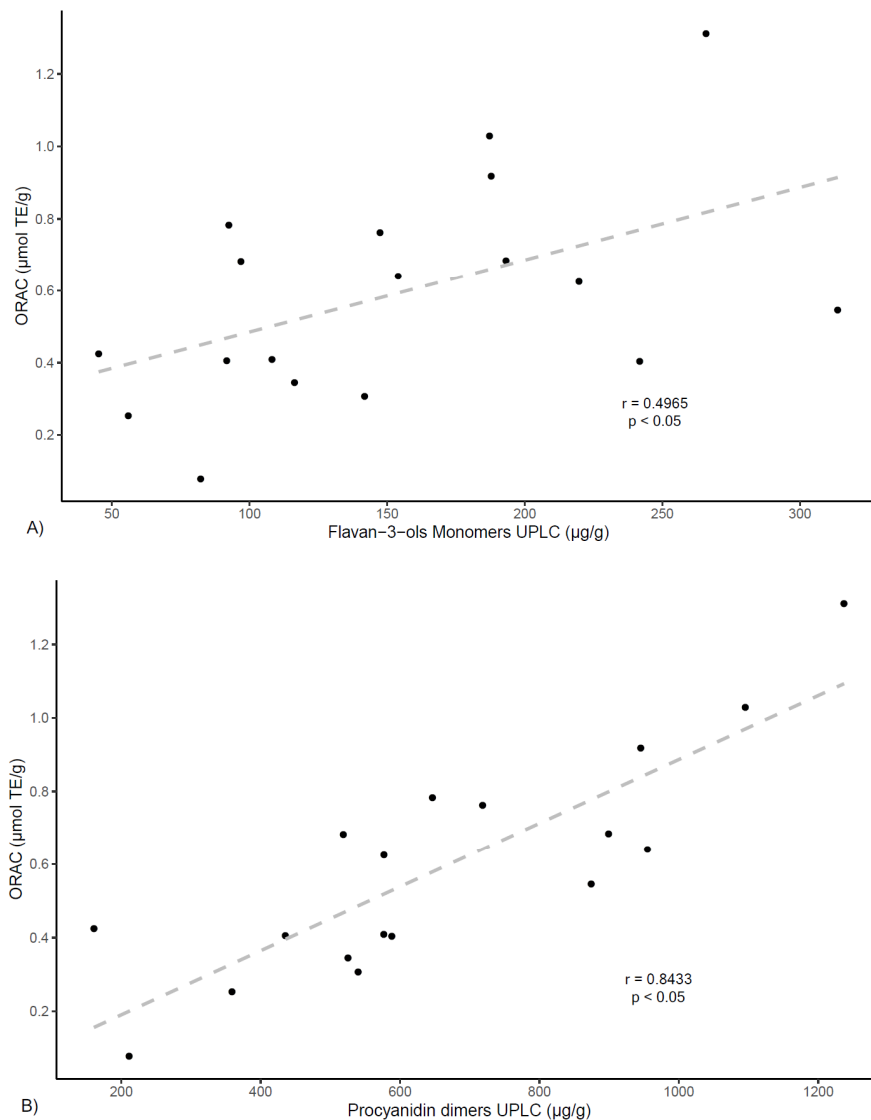 1.2
1.0
0.8
0.6
0.4
0.2
ORAC (μmol TE/g)
r = 0.4965
p < 0.05
50
100
150
200
250
300
A)
Flavan−3−ols Monomers UPLC (μg/g)
1.2
1.0
0.8
0.6
0.4
0.2
ORAC (μmol TE/g)
r = 0.8433
p < 0.05
200
400
600
800
1000
1200
B)
Procyanidin dimers UPLC (μg/g)